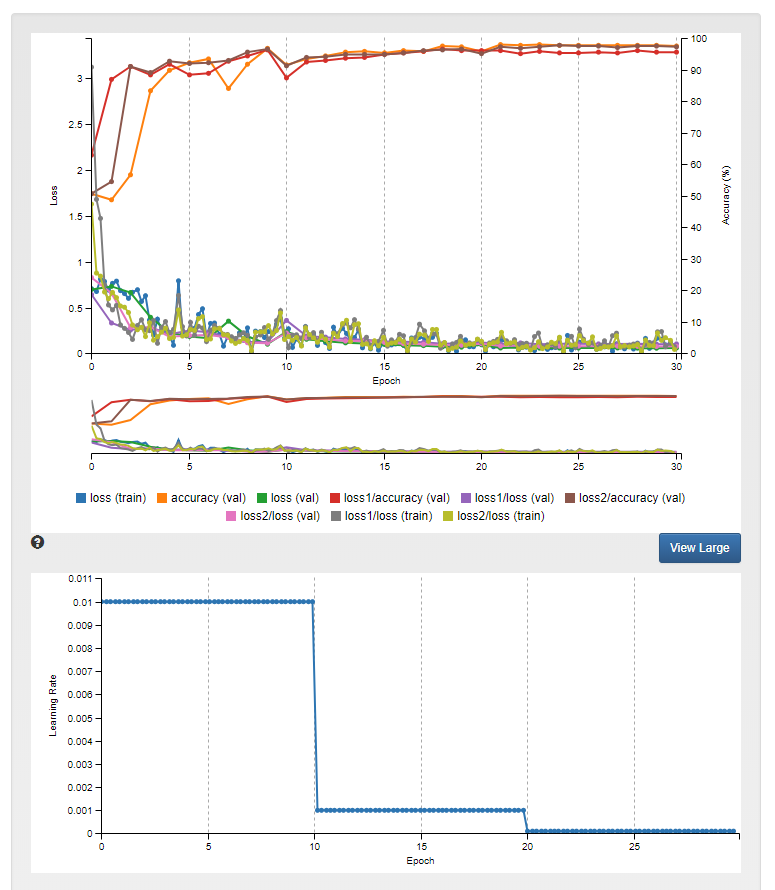 100
3
90
80
2.5
70
2
60
Loss
Accuracy (%)
50
1.5
40
1
30
20
0.5
10
0
0
0 5 10 15 20 25 30
Epoch
0 5 10 15 20 25 30
loss (train) accuracy (val) loss (val) loss1/accuracy (val) loss1/loss (val) loss2/accuracy (val)
loss2/loss (val) loss1/loss (train) loss2/loss (train)
?
View Large
0.011
0.01
0.009
0.008
0.007
0.006
Learning Rate
0.005
0.004
0.003
0.002
0.001
0
0 5 10 15 20 25
Epoch